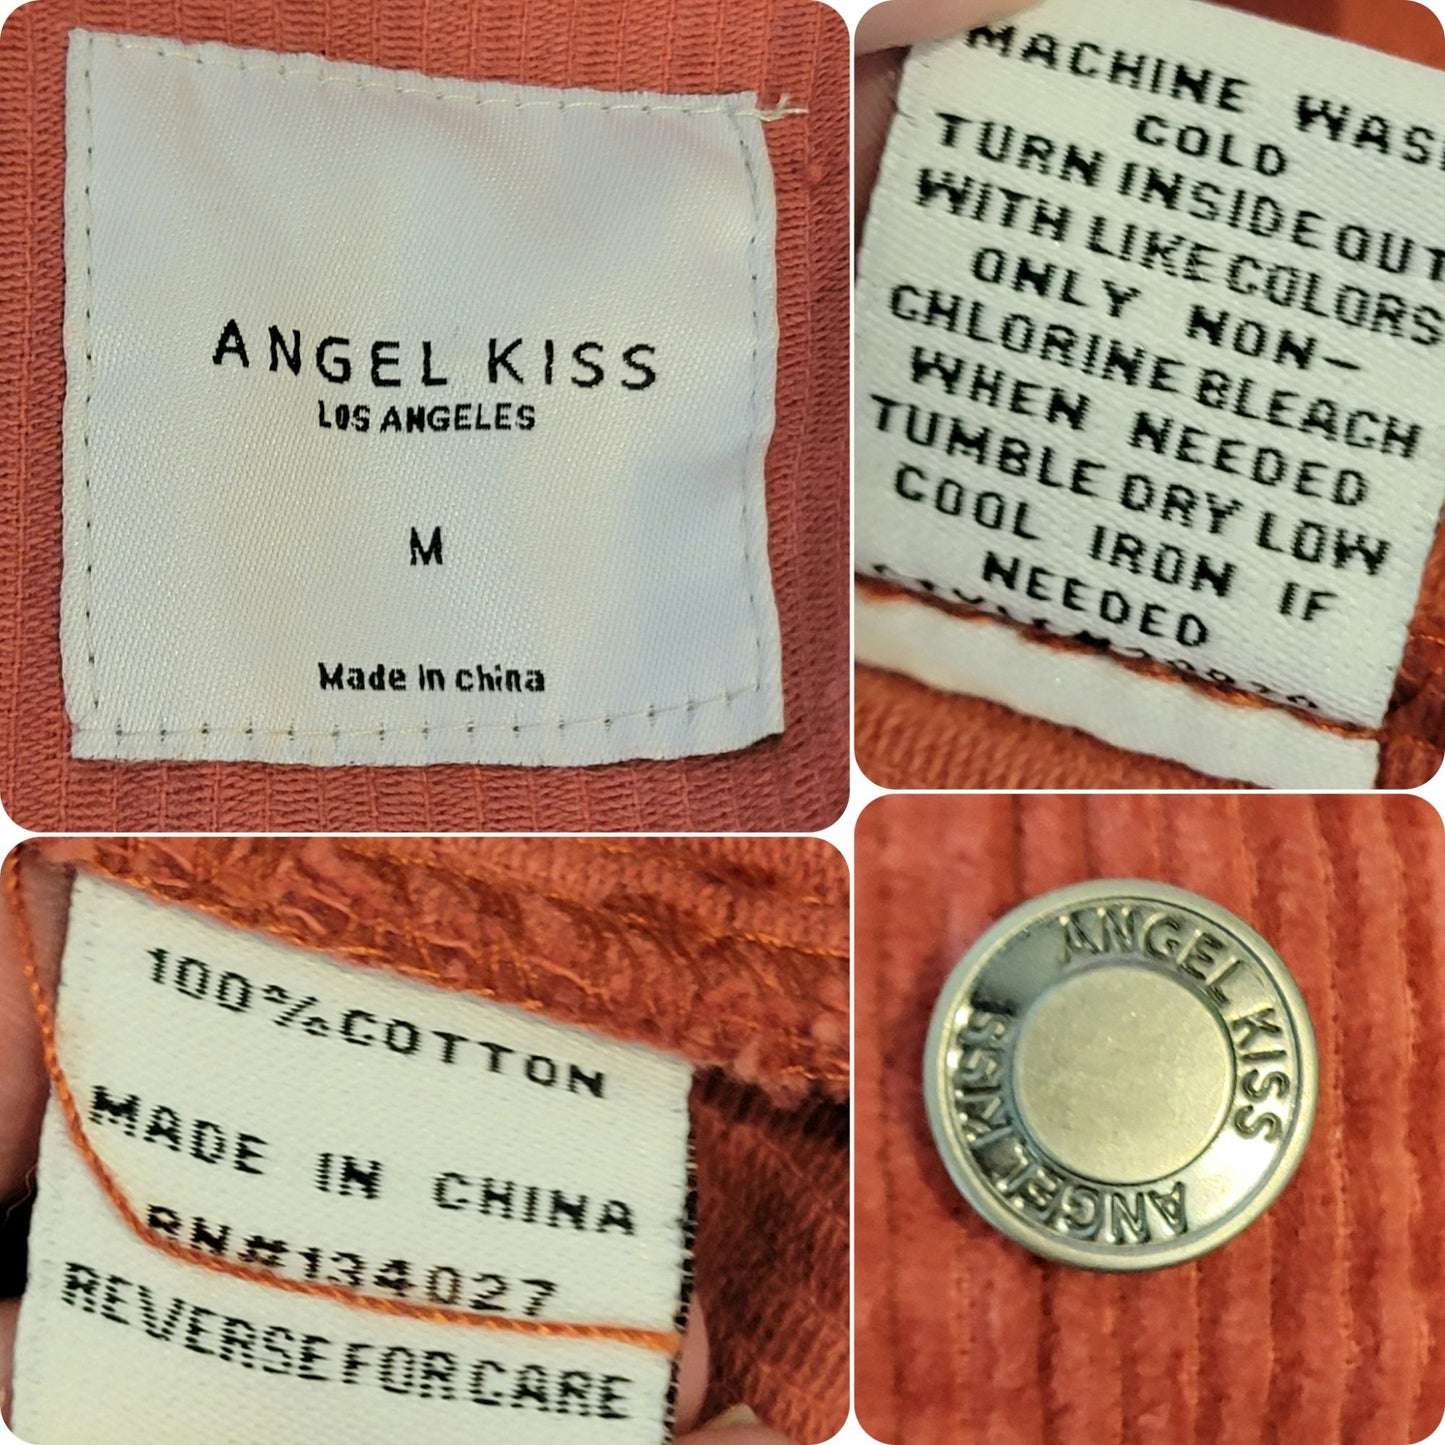 ANGEL KISS
LOS ANGELES
M
Made In china
MACHINE WAS
COLD
TURN INSIDE OUT
WITH LIKE COLORS
ONLY NON-
CHLORINE BLEACH
WHEN NEEDED
TUMBLE DRY LOW
COOL IRON IF
NEEDED
100%COTTON
MADE IN CHINA
RN#134027
REVERSE FOR CARE
ANGEL KISS
ANGEL KISS